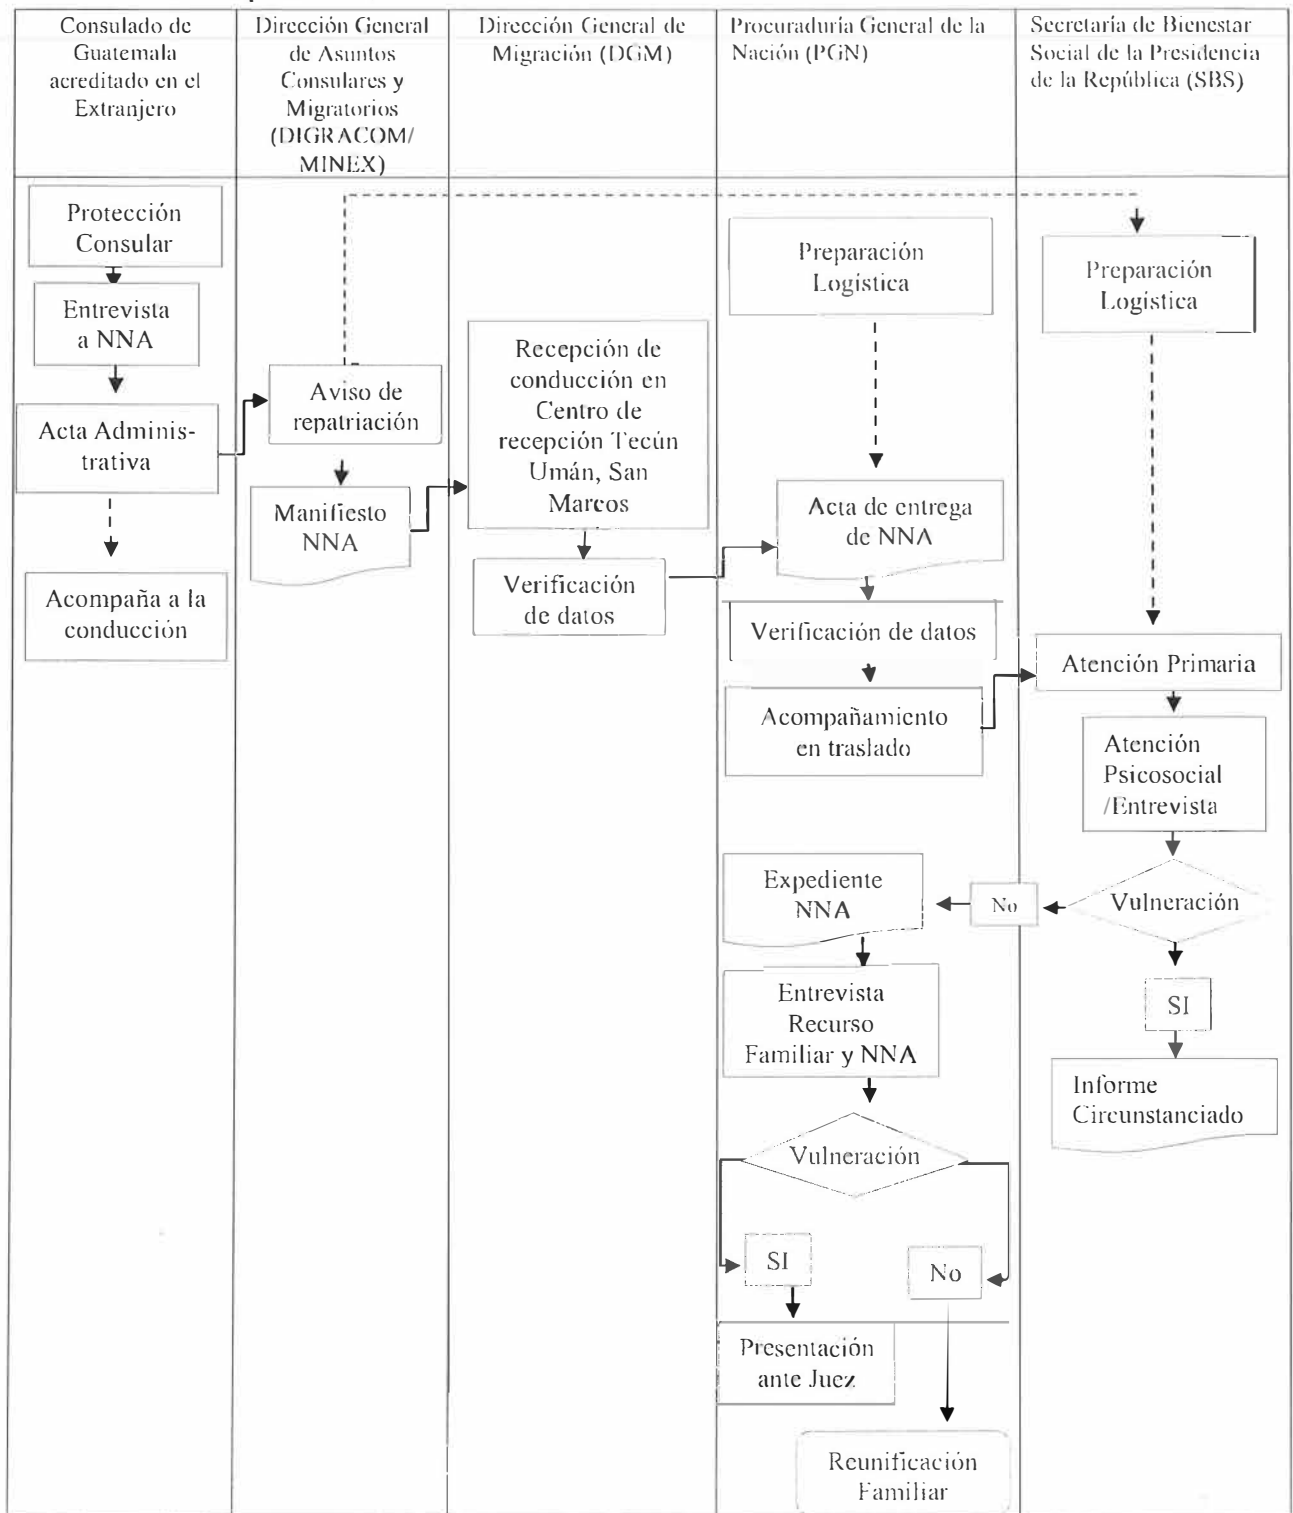 Consulado de
Guatemala
acreditado en el
Extranjero
Dirección General
de Asuntos
Consulares y
Migratorios
(DIGRACOM/
MINEX)
Dirección General de
Migración (DGM)
Procuraduría General de la
Nación (PGN)
Secretaría de Bienestar
Social de la Presidencia
de la República (SBS)
Protección
Consular
Entrevista
a NNA
Acta Adminis-
trativa
Acompaña a la
conducción
Aviso de
repatriación
Manifiesto
NNA
Recepción de
conducción en
Centro de
recepción Tecún
Umán, San
Marcos
Verificación
de datos
Preparación
Logística
Acta de entrega
de NNA
Verificación de datos
Acompañamiento
en traslado
Preparación
Logística
Atención Primaria
Atención
Psicosocial
/Entrevista
Vulneración
No
SI
Informe
Circunstanciado
Expediente
NNA
Entrevista
Recurso
Familiar y NNA
Vulneración
SI
No
Presentación
ante Juez
Reunificación
Familiar